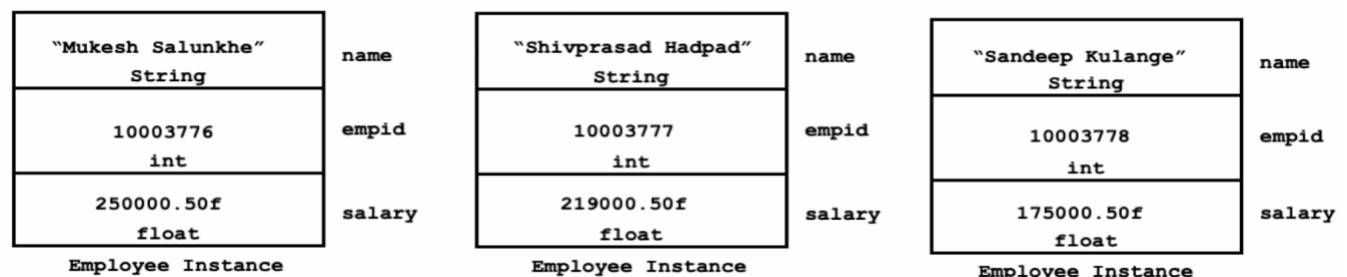 “Mukesh Salunkhe”
String
name
10003776
int
empid
250000.50f
float
salary
Employee Instance
“Shivprasad Hadpad”
String
name
10003777
int
empid
219000.50f
float
salary
Employee Instance
“Sandeep Kulange”
String
name
10003778
int
empid
175000.50f
float
salary
Employee Instance